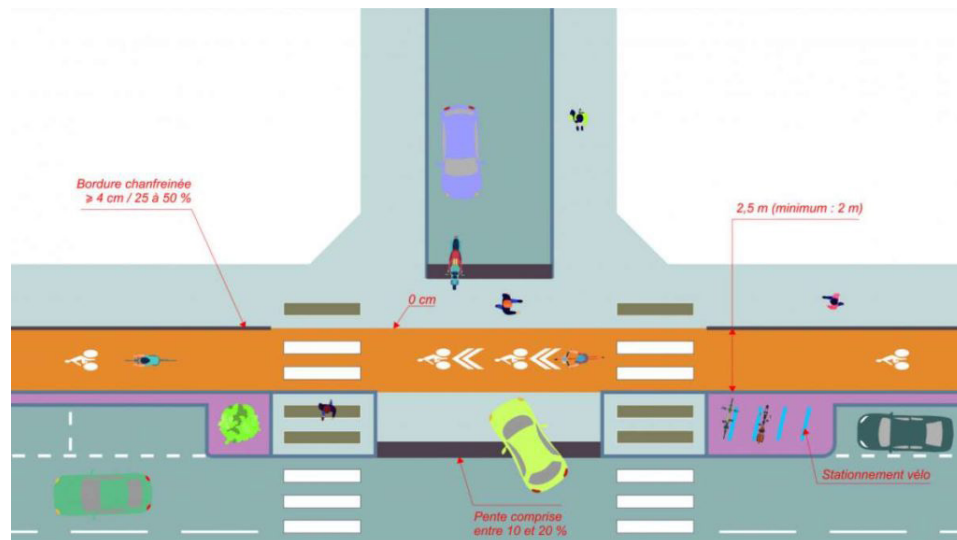 Bordure chanfreinée
⩾ 4 cm / 25 à 50 %
2,5 m (minimum : 2 m)
0 cm
Stationnement vélo
Pente comprise
entre 10 et 20 %